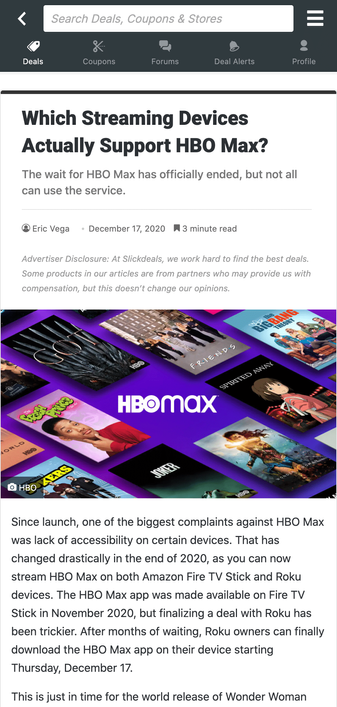 Search Deals, Coupons & Stores
Deals
Coupons
Forums
Deal Alerts
Profile
Which Streaming Devices
Actually Support HBO Max?
The wait for HBO Max has officially ended, but not all
can use the service.
Eric Vega
December 17, 2020
3 minute read
Advertiser Disclosure: At Slickdeals, we work hard to find the best deals.
Some products in our articles are from partners who may provide us with
compensation, but this doesn't change our opinions.
BIG BANG
THEORY
FRIENDS
SPIRITED AWAY
HBOmax
JOKER
HBO
Since launch, one of the biggest complaints against HBO Max
was lack of accessibility on certain devices. That has
changed drastically in the end of 2020, as you can now
stream HBO Max on both Amazon Fire TV Stick and Roku
devices. The HBO Max app was made available on Fire TV
Stick in November 2020, but finalizing a deal with Roku has
been trickier. After months of waiting, Roku owners can finally
download the HBO Max app on their device starting
Thursday, December 17.
This is just in time for the world release of Wonder Woman